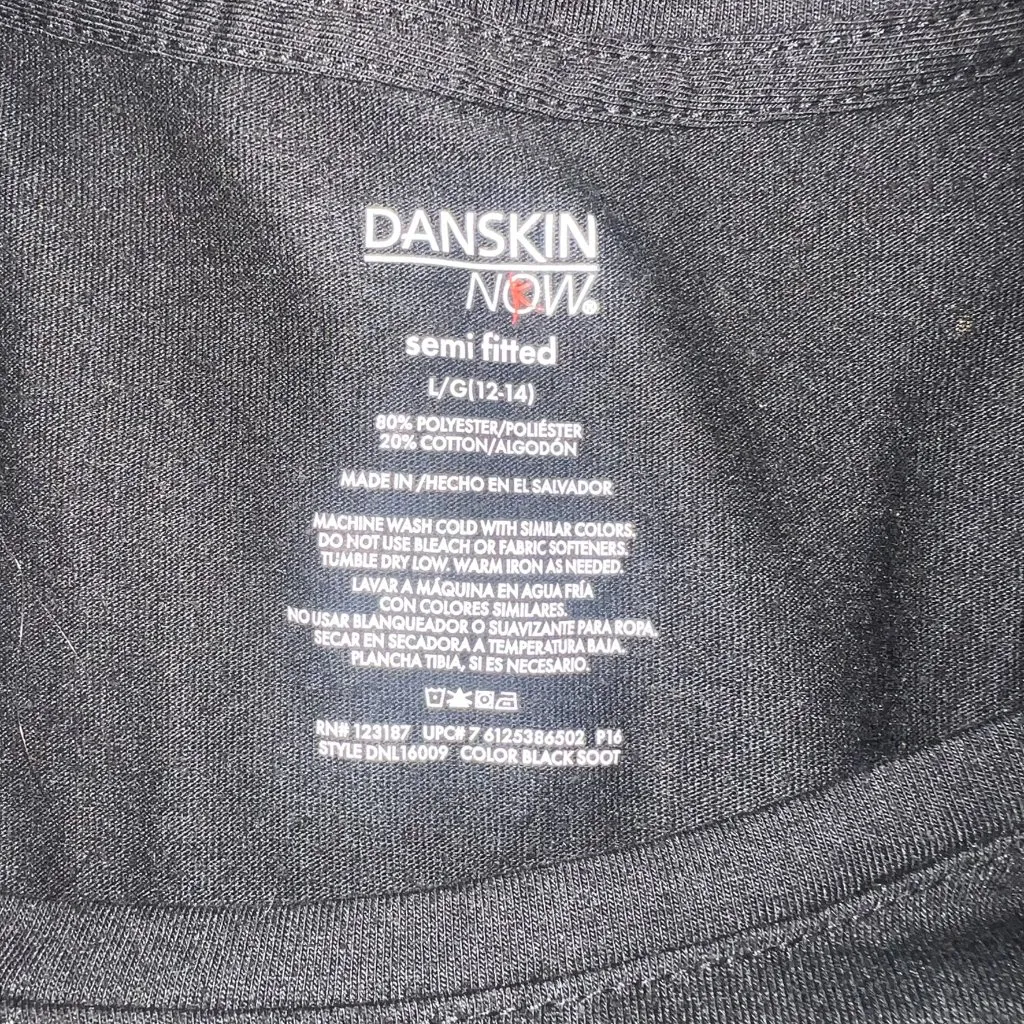 DANSKIN
NOW®
semi fitted
L/G(12-14)
80% POLYESTER/POLIÉSTER
20% COTTON/ALGODÓN
MADE IN /HECHO EN EL SALVADOR
MACHINE WASH COLD WITH SIMILAR COLORS.
DO NOT USE BLEACH OR FABRIC SOFTENERS.
TUMBLE DRY LOW. WARM IRON AS NEEDED.
LAVAR A MÁQUINA EN AGUA FRÍA
CON COLORES SIMILARES.
NO USAR BLANQUEADOR O SUAVIZANTE PARA ROPA.
SECAR EN SECADORA A TEMPERATURA BAJA.
PLANCHA TIBIA, SI ES NECESARIO.
RN# 123187 UPC# 7 6125386502 P16
STYLE DNL16009 COLOR BLACK SOOT